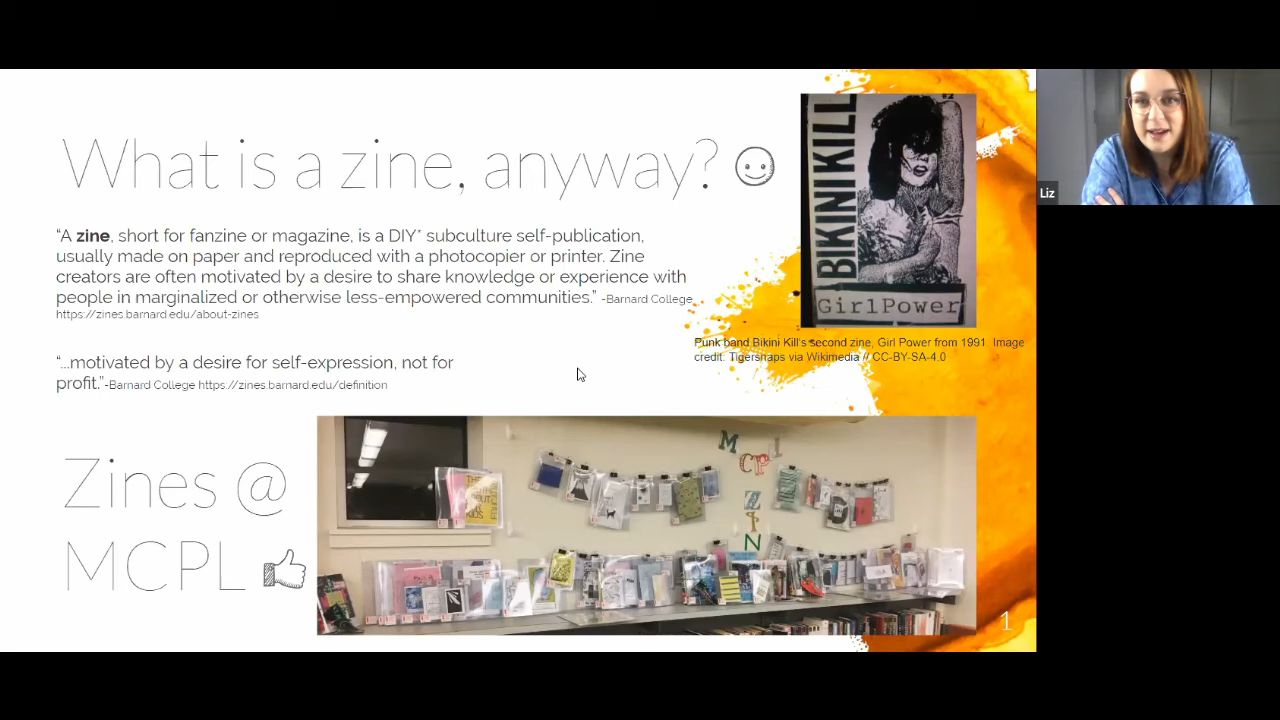 What is a zine, anyway?
“A zine, short for fanzine or magazine, is a DIY* subculture self-publication,
usually made on paper and reproduced with a photocopier or printer. Zine
creators are often motivated by a desire to share knowledge or experience with
people in marginalized or otherwise less-empowered communities.” -Barnard College
https://zines.barnard.edu/about-zines
“...motivated by a desire for self-expression, not for
profit.”-Barnard College https://zines.barnard.edu/definition
#2
BIKINIKILL
GirlPower
Punk band Bikini Kill's second zine, Girl Power from 1991. Image
credit: Tigersnaps via Wikimedia // CC-BY-SA-4.0
Zines @
MCPL
MCPL
ZIN
1
Liz